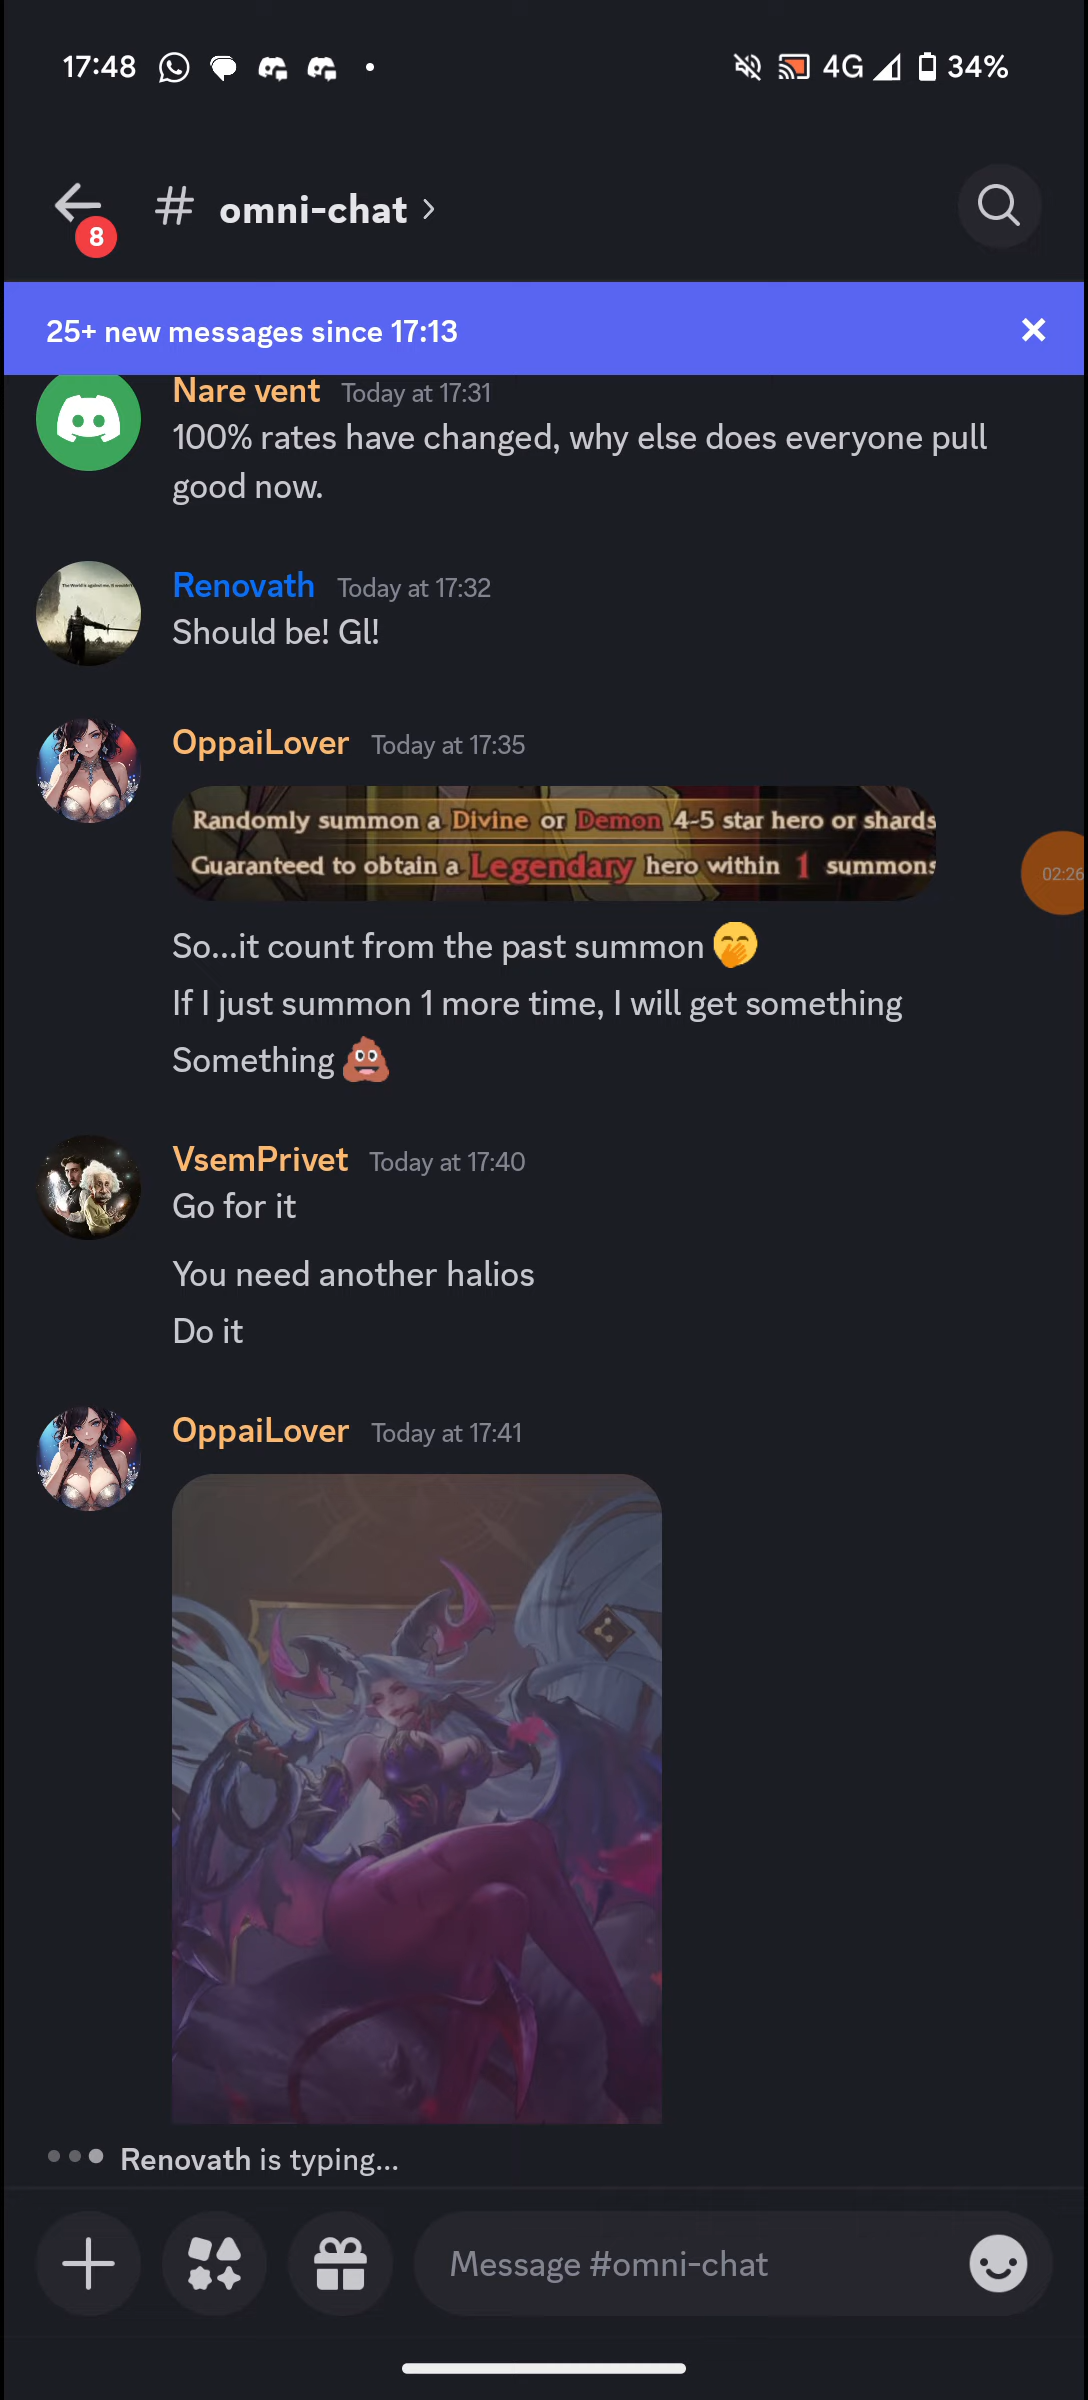 17:48
4G
34%
8
# omni-chat
25+ new messages since 17:13
Nare vent Today at 17:31
100% rates have changed, why else does everyone pull
good now.
Renovath Today at 17:32
Should be! Gl!
OppaiLover Today at 17:35
Randomly summon a Divine or Demon 4-5 star hero or shards
Guaranteed to obtain a Legendary hero within 1 summons
02:26
So...it count from the past summon 🤭
If I just summon 1 more time, I will get something
Something 💩
VsemPrivet Today at 17:40
Go for it
You need another halios
Do it
OppaiLover Today at 17:41
Renovath is typing...
Message #omni-chat